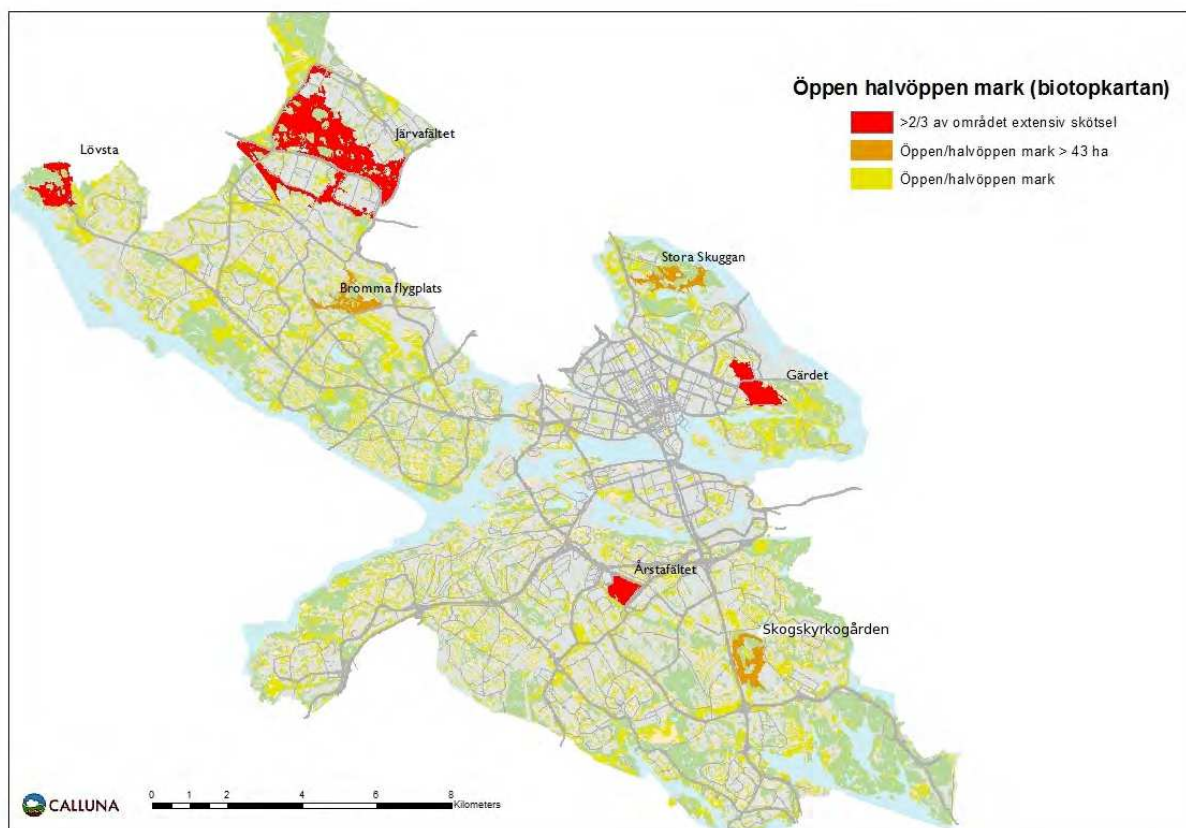 Öppen halvöppen mark (biotopkartan)
>2/3 av området extensiv skötsel
Öppen/halvöppen mark > 43 ha
Öppen/halvöppen mark
Järvafältet
Lövsta
Stora Skuggan
Bromma flygplats
Gärdet
Årstafältet
Skogskyrkogården
CALLUNA
0 1 2 4 6 8
Kilometers